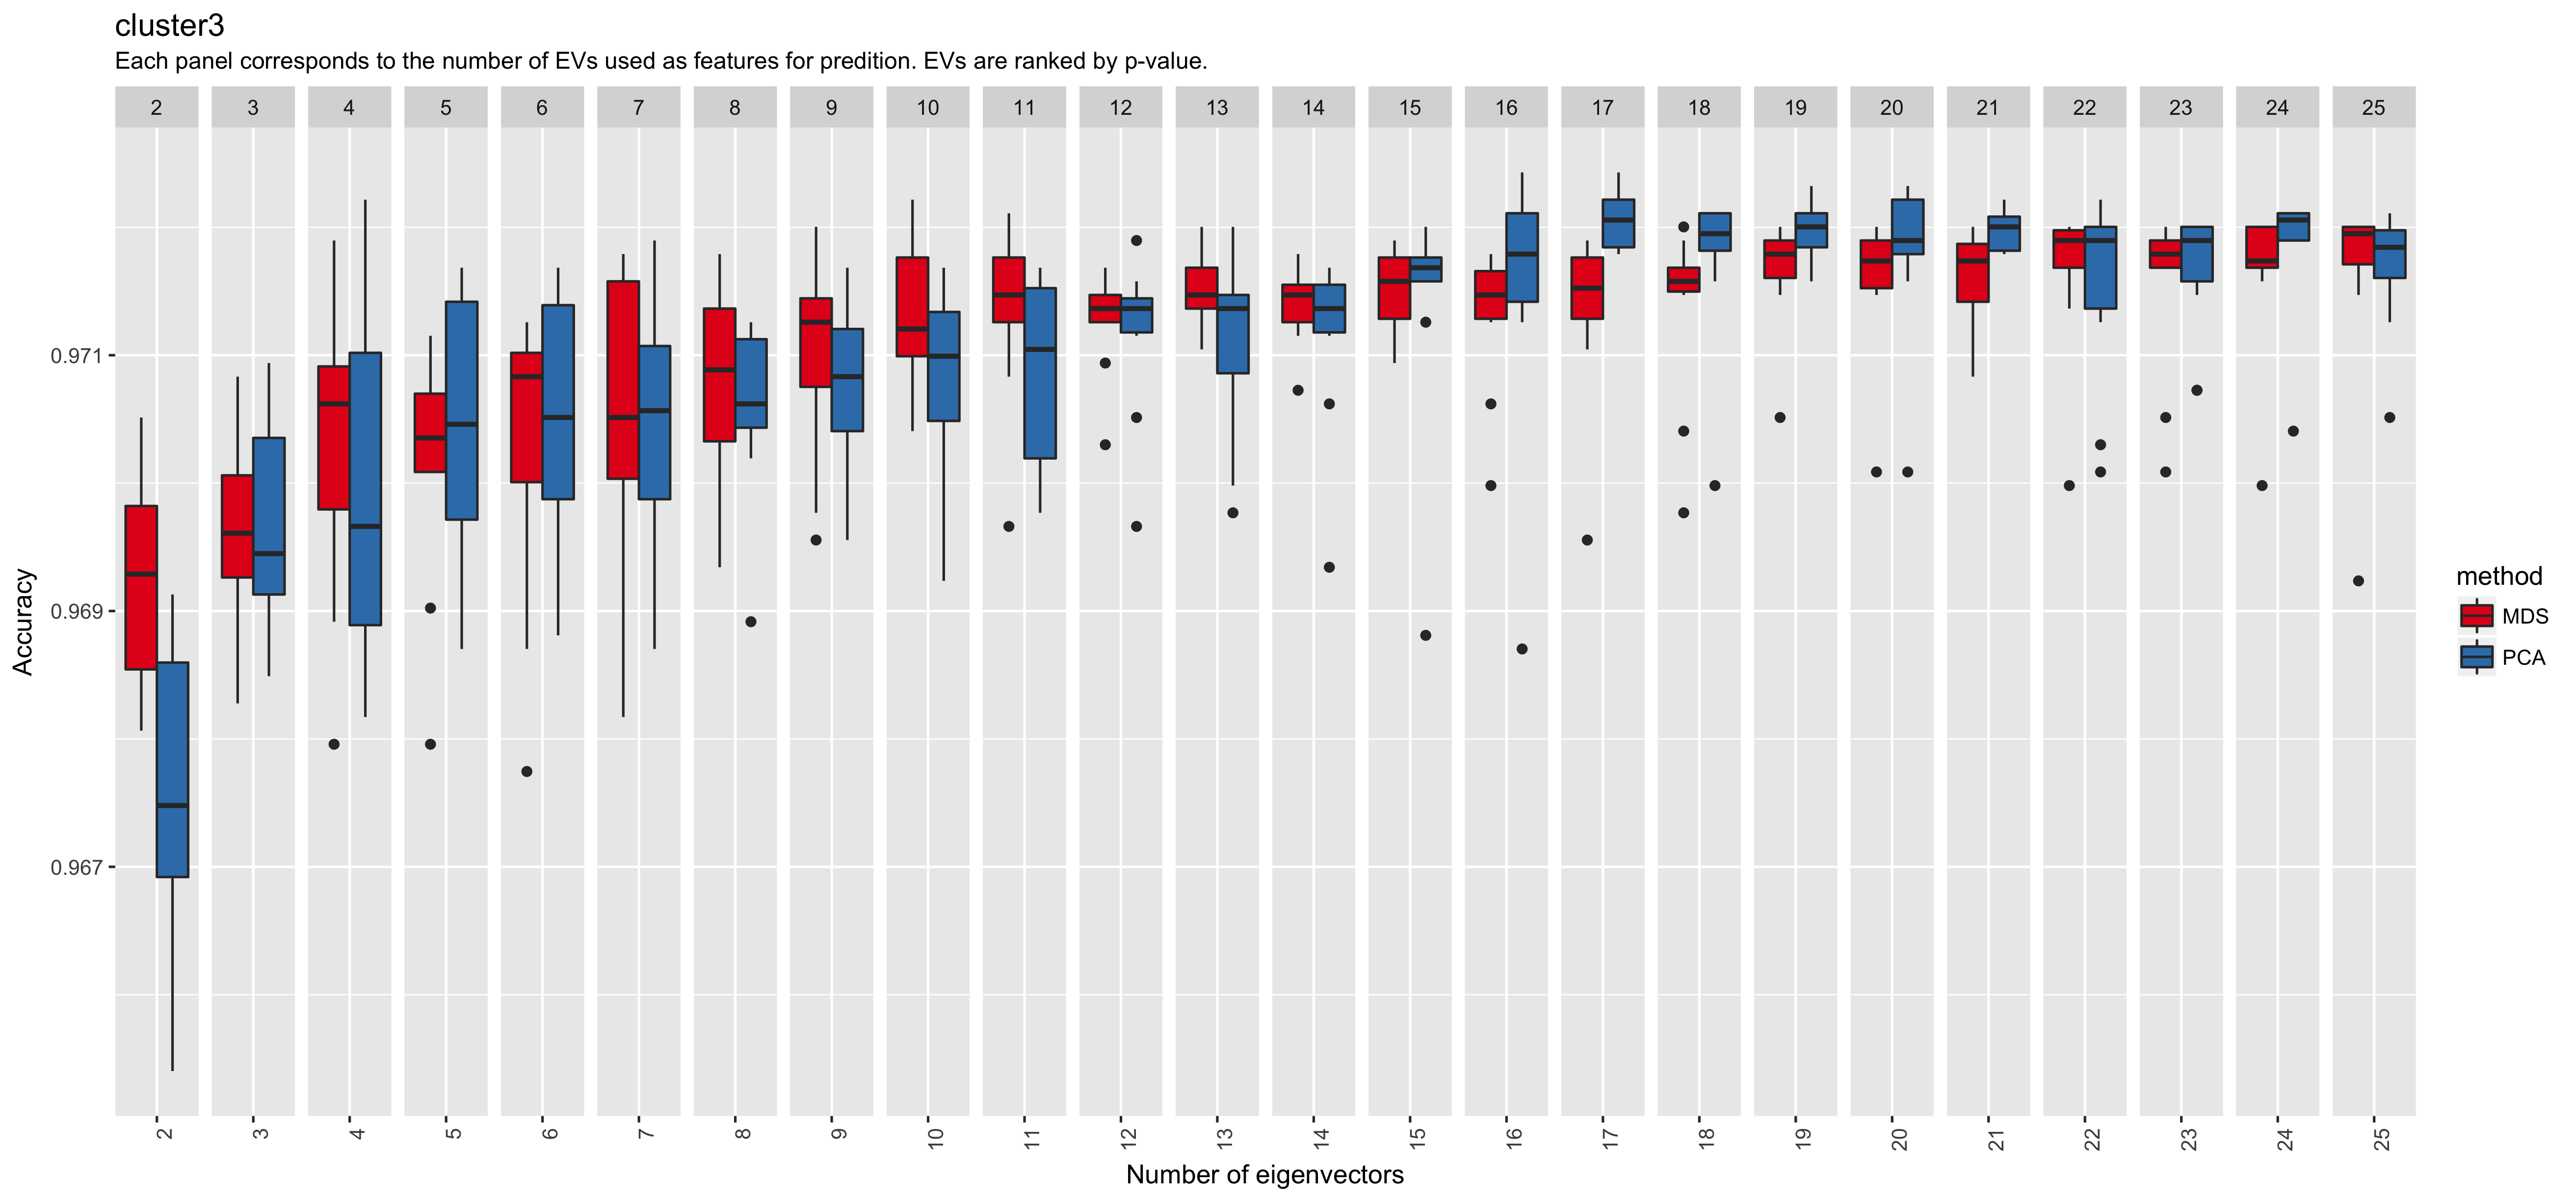 cluster3
Each panel corresponds to the number of EVs used as features for predition. EVs are ranked by p-value.
2 3 4 5 6 7 8 9 10 11 12 13 14 15 16 17 18 19 20 21 22 23 24 25
0.971
0.969
0.967
Accuracy
method
MDS
PCA
2 3 4 5 6 7 8 9 10 11 12 13 14 15 16 17 18 19 20 21 22 23 24 25
Number of eigenvectors